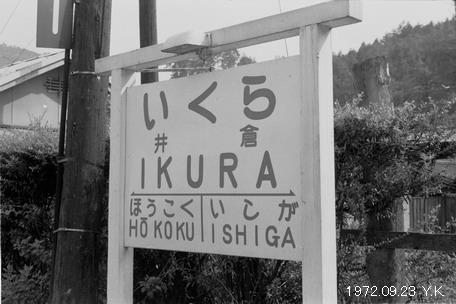 いくら
井倉
IKURA
ほうこく いしが
HŌKOKU ISHIGA
1972.09.23 Y.K